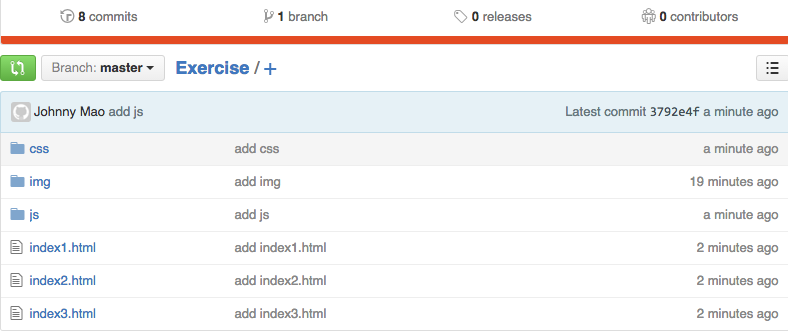 8 commits 1 branch 0 releases 0 contributors
Branch: master Exercise / +
Johnny Mao add js Latest commit 3792e4f a minute ago
css add css a minute ago
img add img 19 minutes ago
js add js a minute ago
index1.html add index1.html 2 minutes ago
index2.html add index2.html 2 minutes ago
index3.html add index3.html 2 minutes ago